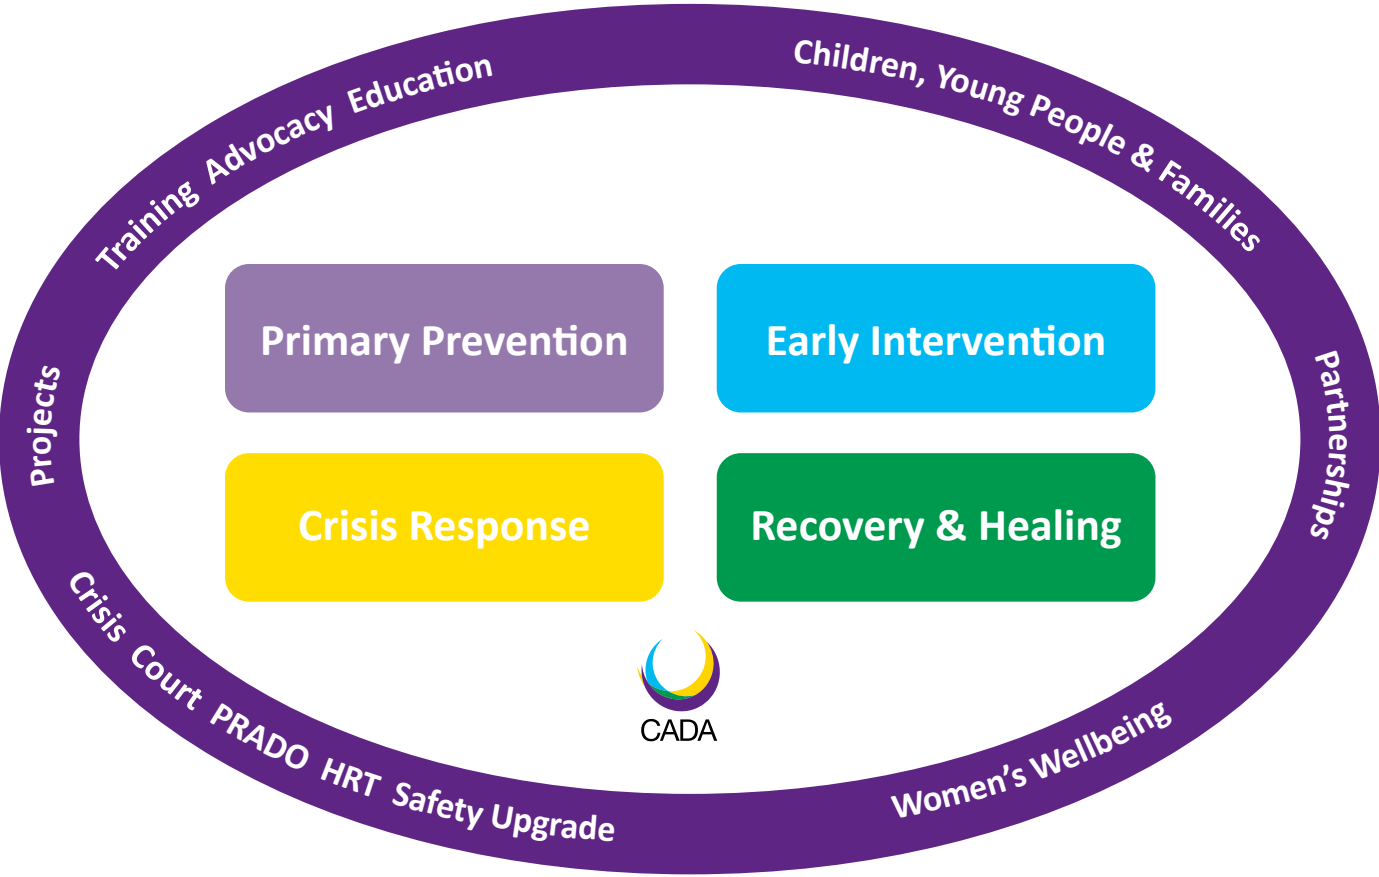 Training Advocacy Education
Children, Young People & Families
Primary Prevention
Early Intervention
Projects
Partnerships
Crisis Response
Recovery & Healing
Crisis Court PRADO HRT Safety Upgrade
Women’s Wellbeing
CADA